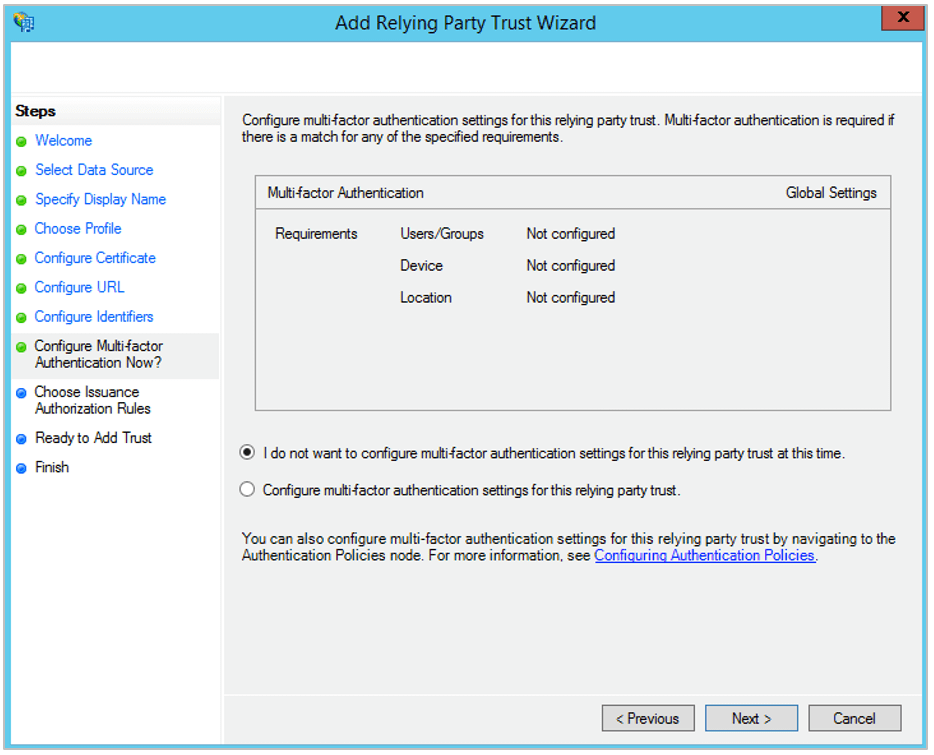 Add Relying Party Trust Wizard
X
Steps
Welcome
Select Data Source
Specify Display Name
Choose Profile
Configure Certificate
Configure URL
Configure Identifiers
Configure Multi-factor
Authentication Now?
Choose Issuance
Authorization Rules
Ready to Add Trust
Finish
Configure multi-factor authentication settings for this relying party trust. Multi-factor authentication is required if
there is a match for any of the specified requirements.
Multi-factor Authentication Global Settings
Requirements Users/Groups Not configured
Device Not configured
Location Not configured
I do not want to configure multi-factor authentication settings for this relying party trust at this time.
Configure multi-factor authentication settings for this relying party trust.
You can also configure multi-factor authentication settings for this relying party trust by navigating to the
Authentication Policies node. For more information, see Configuring Authentication Policies.
< Previous Next > Cancel